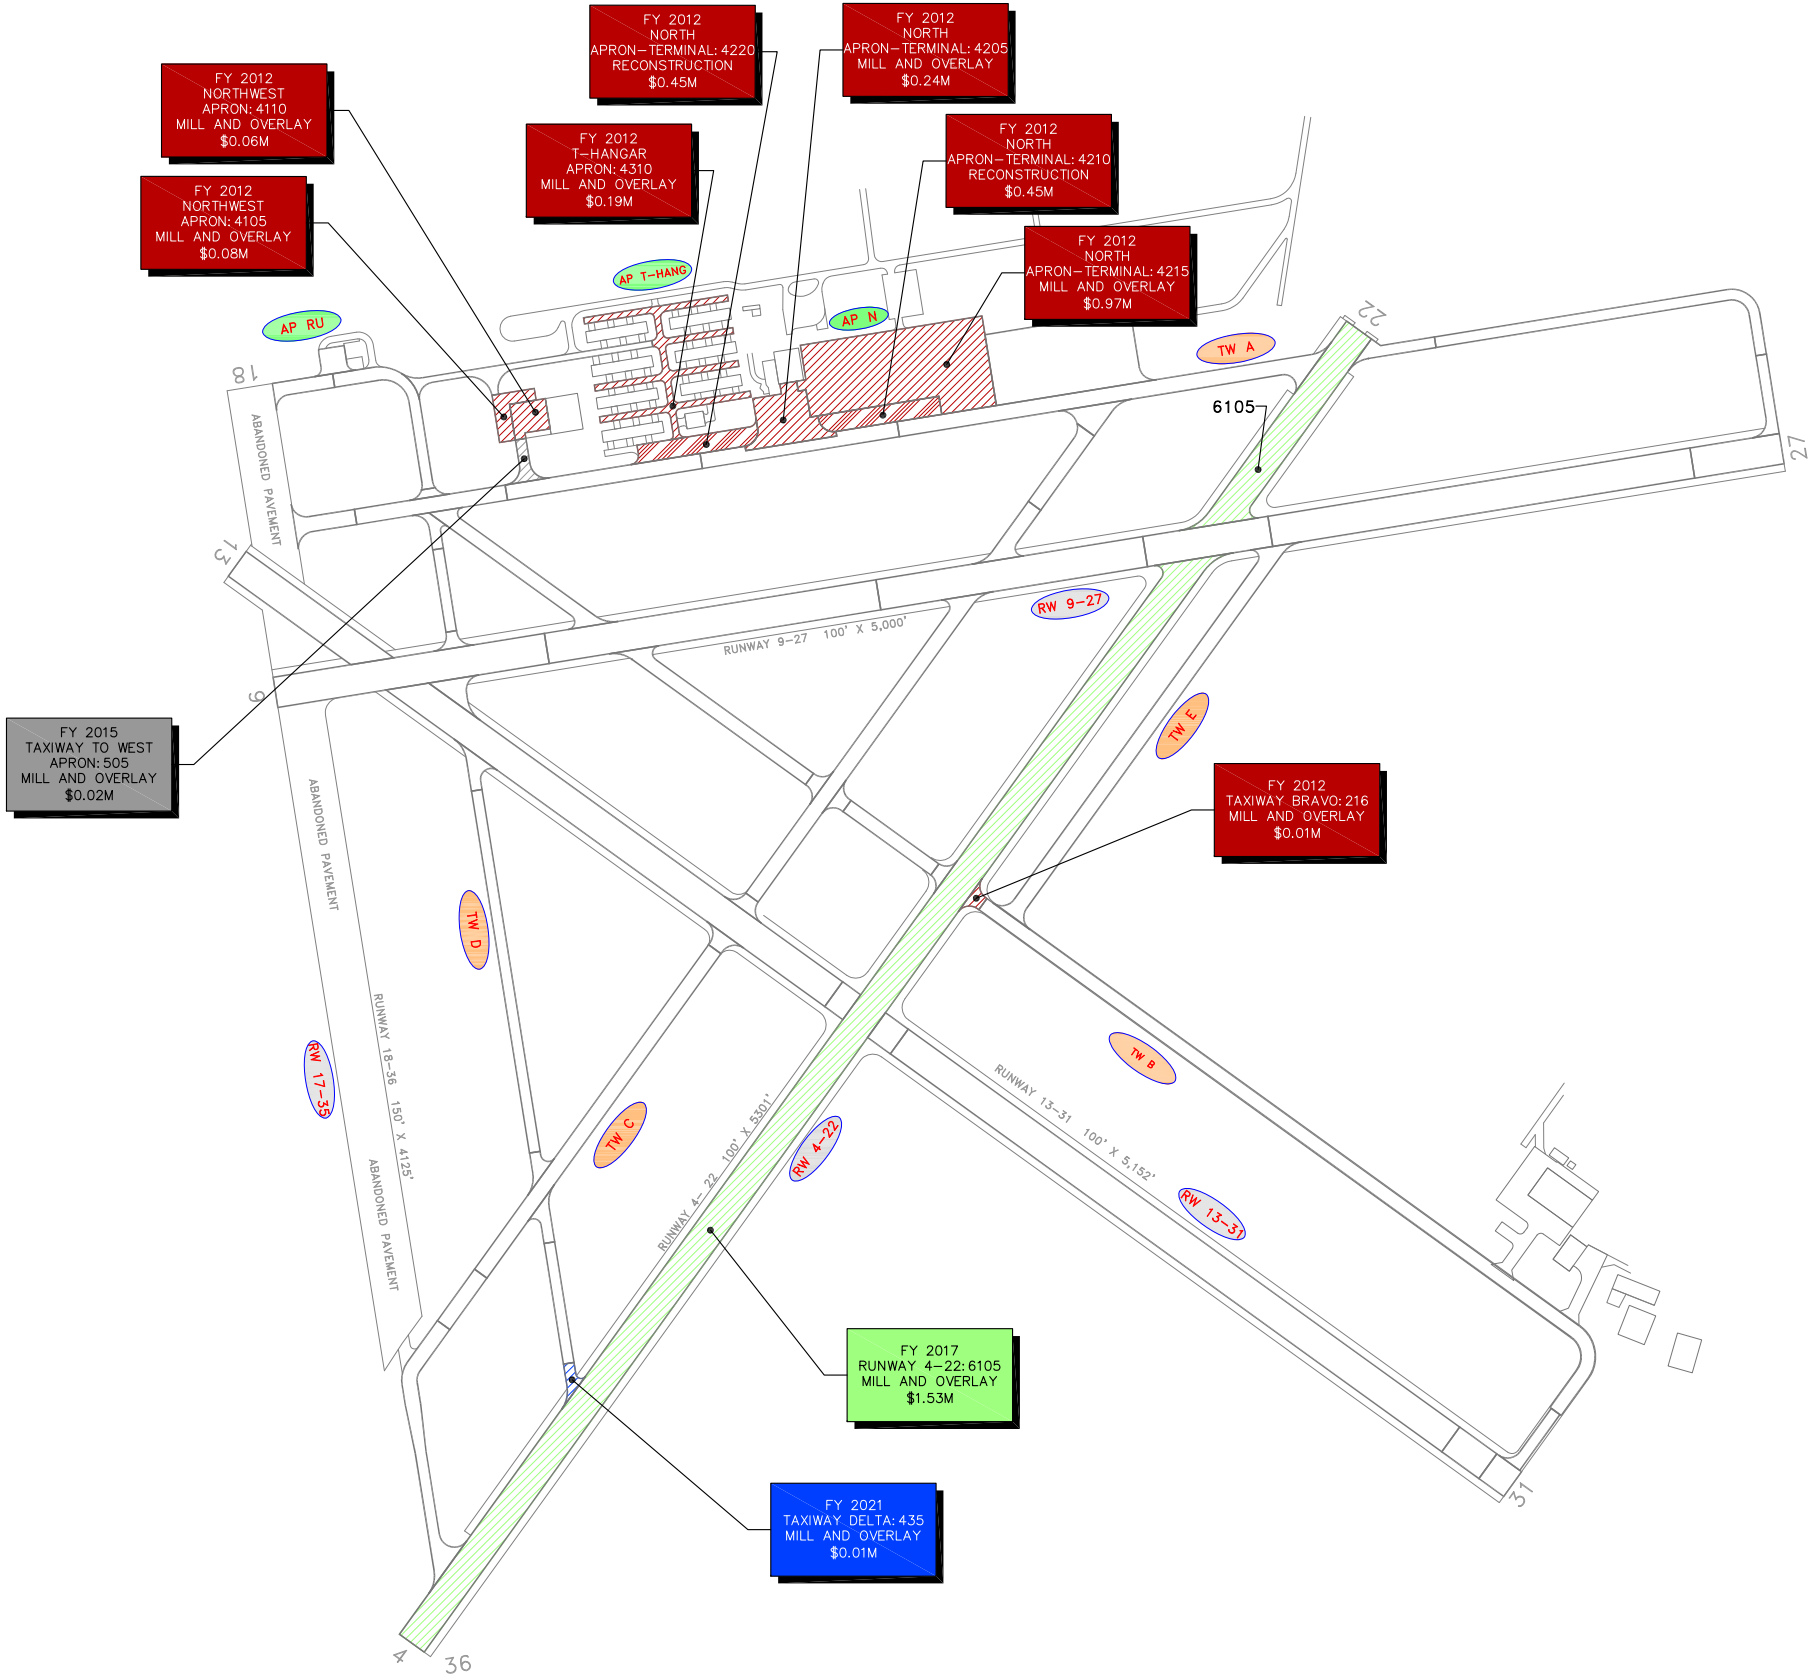 FY 2012
NORTH
APRON-TERMINAL: 4220
RECONSTRUCTION
$0.45M
FY 2012
NORTH
APRON-TERMINAL: 4205
MILL AND OVERLAY
$0.24M
FY 2012
NORTHWEST
APRON: 4110
MILL AND OVERLAY
$0.06M
FY 2012
T-HANGAR
APRON: 4310
MILL AND OVERLAY
$0.19M
FY 2012
NORTH
APRON-TERMINAL: 4210
RECONSTRUCTION
$0.45M
FY 2012
NORTHWEST
APRON: 4105
MILL AND OVERLAY
$0.08M
FY 2012
NORTH
APRON-TERMINAL: 4215
MILL AND OVERLAY
$0.97M
AP T-HANG
AP RU
AP N
TW A
22
18
6105
ABANDONED PAVEMENT
27
13
RW 9-27
RUNWAY 9-27 100' X 5,000'
9
TW E
FY 2015
TAXIWAY TO WEST
APRON: 505
MILL AND OVERLAY
$0.02M
FY 2012
TAXIWAY BRAVO: 216
MILL AND OVERLAY
$0.01M
ABANDONED PAVEMENT
TW D
RUNWAY 18-36 150' X 4125'
RW 17-35
TW B
TW C
RUNWAY 13-31 100' X 5,152'
RW 4-22
RUNWAY 4- 22 100' X 5301'
RW 13-31
ABANDONED PAVEMENT
FY 2017
RUNWAY 4-22: 6105
MILL AND OVERLAY
$1.53M
FY 2021
TAXIWAY DELTA: 435
MILL AND OVERLAY
$0.01M
31
4
36